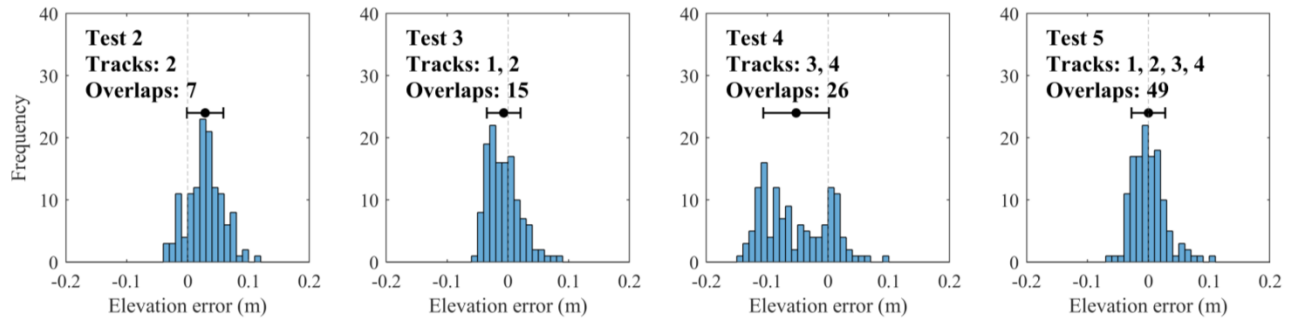 Frequency
40
30
20
10
0
Test 2
Tracks: 2
Overlaps: 7
-0.2 -0.1 0 0.1 0.2
Elevation error (m)
40
30
20
10
0
Test 3
Tracks: 1, 2
Overlaps: 15
-0.2 -0.1 0 0.1 0.2
Elevation error (m)
40
30
20
10
0
Test 4
Tracks: 3, 4
Overlaps: 26
-0.2 -0.1 0 0.1 0.2
Elevation error (m)
40
30
20
10
0
Test 5
Tracks: 1, 2, 3, 4
Overlaps: 49
-0.2 -0.1 0 0.1 0.2
Elevation error (m)